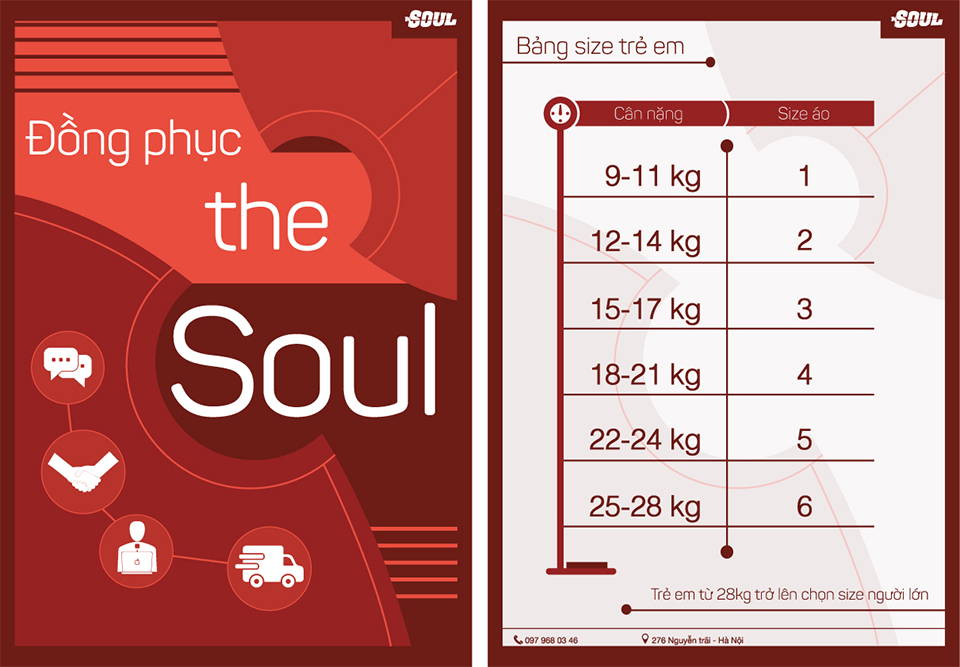 SOUL
Đồng phục
the
Soul
SOUL
Bảng size trẻ em
Cân nặng Size áo
9-11 kg 1
12-14 kg 2
15-17 kg 3
18-21 kg 4
22-24 kg 5
25-28 kg 6
Trẻ em từ 28kg trở lên chọn size người lớn
097 968 03 46 276 Nguyễn trãi - Hà Nội